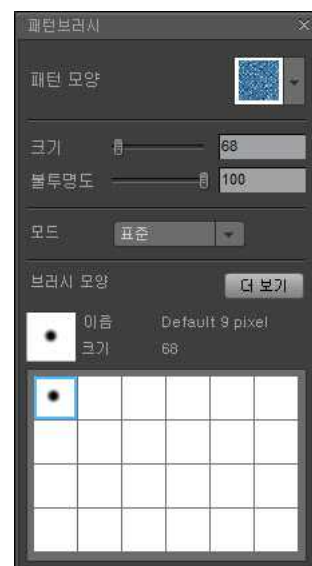 패턴브러시
패턴 모양
크기 68
불투명도 100
모드 표준
브러시 모양 더 보기
이름 Default 9 pixel
크기 68